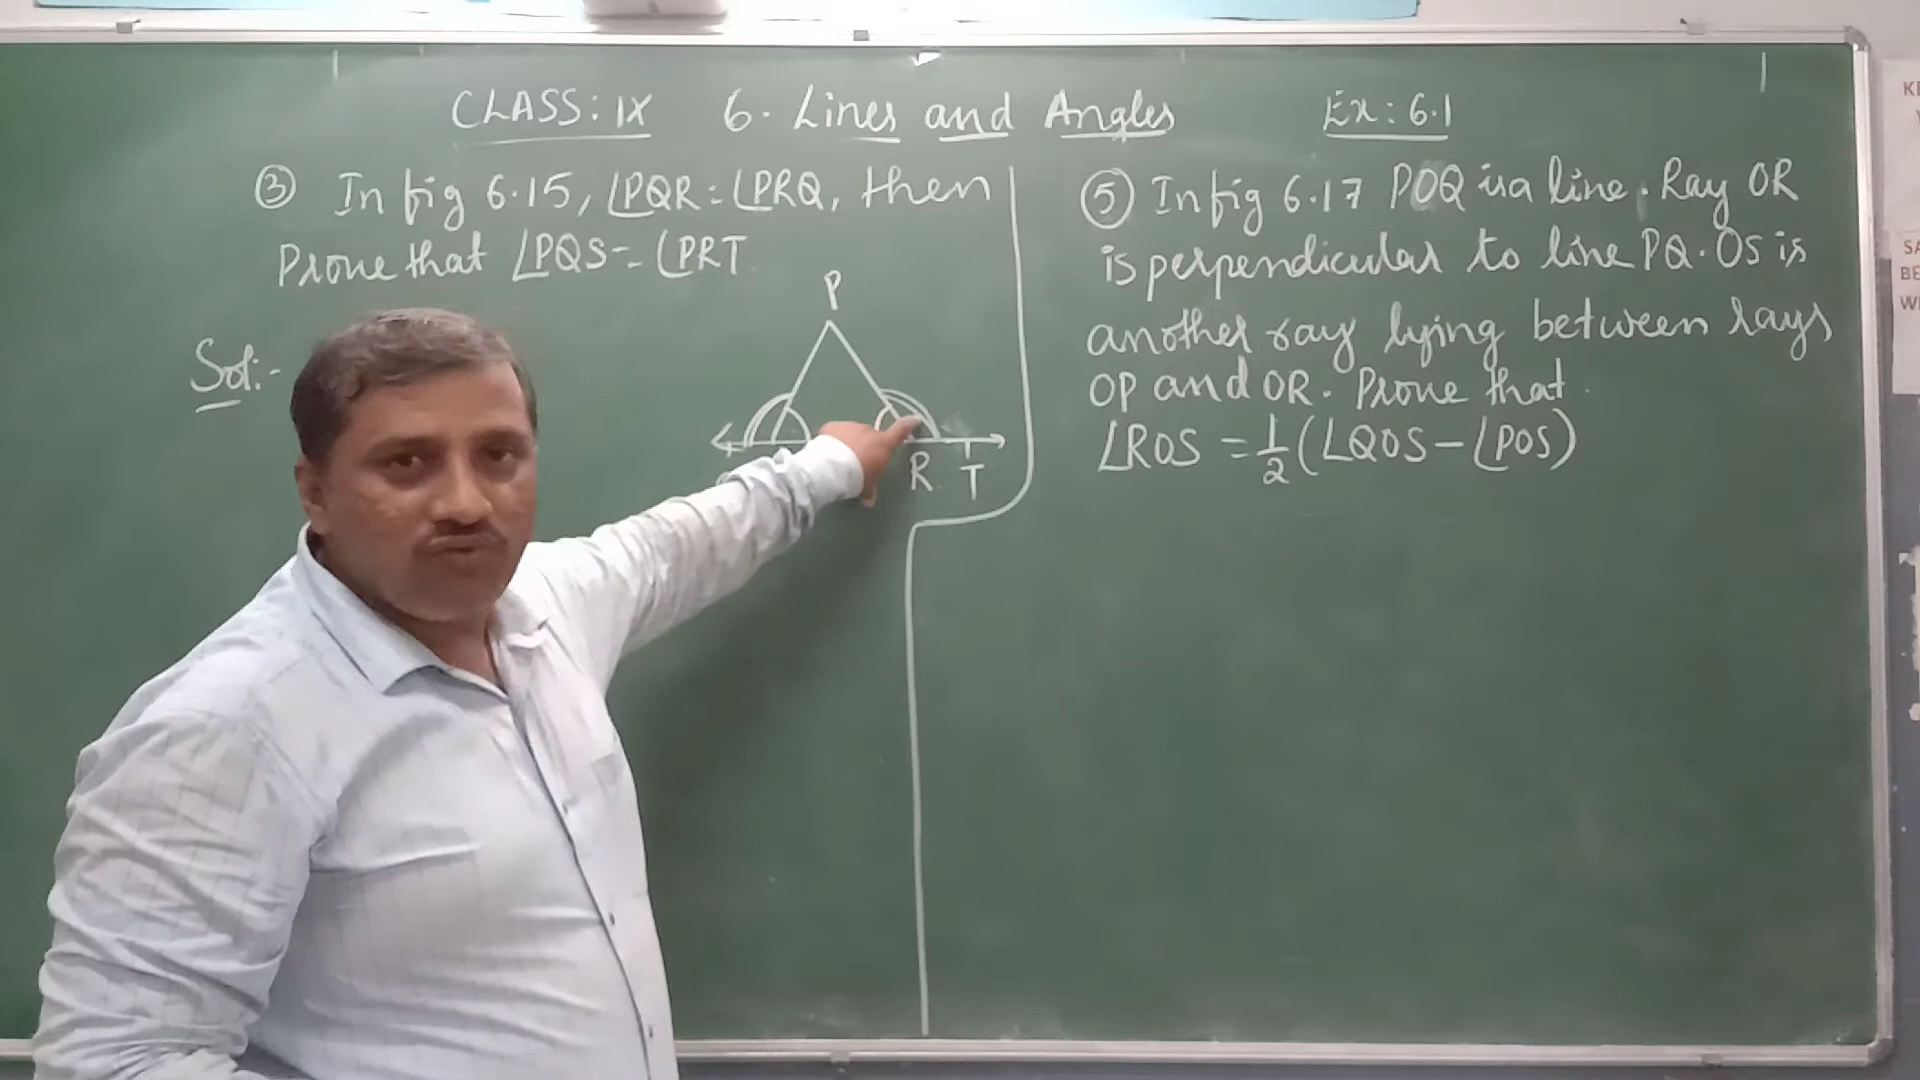 CLASS: IX 6. Lines and Angles Ex: 6.1
③ In fig 6.15, ∠PQR = ∠PRQ, then
Prove that ∠PQS = ∠PRT
P
R T
Sol:-
⑤ In fig 6.17 POQ is a line. Ray OR
is perpendicular to line PQ. OS is
another ray lying between rays
OP and OR. Prove that
∠ROS = 1/2 (∠QOS - ∠POS)